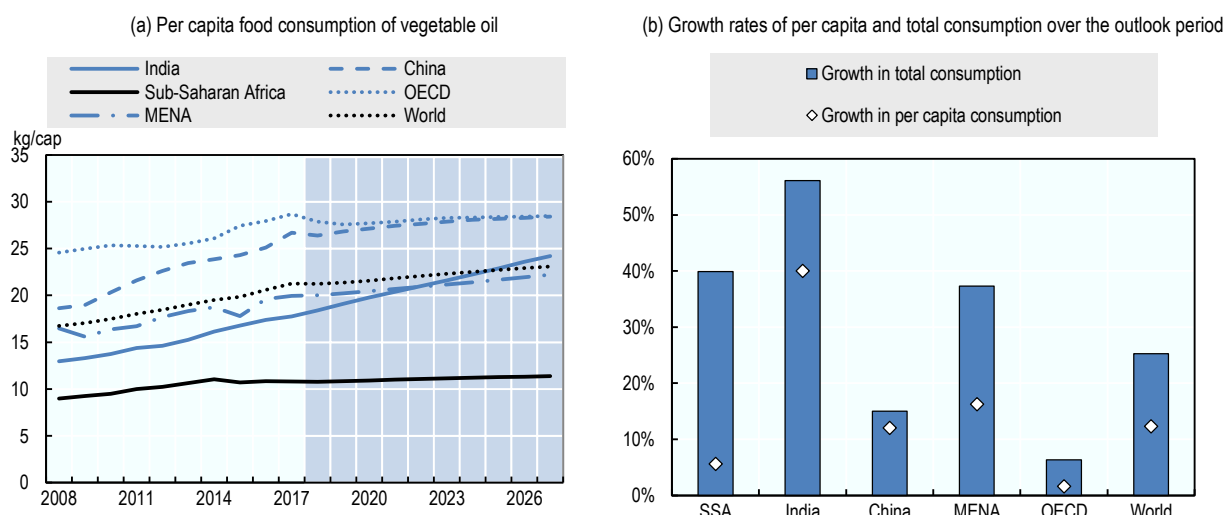 (a) Per capita food consumption of vegetable oil
India
China
Sub-Saharan Africa
OECD
MENA
World
kg/cap
35
30
25
20
15
10
5
0
2008 2011 2014 2017 2020 2023 2026
(b) Growth rates of per capita and total consumption over the outlook period
Growth in total consumption
Growth in per capita consumption
60%
50%
40%
30%
20%
10%
0%
SSA India China MENA OECD World